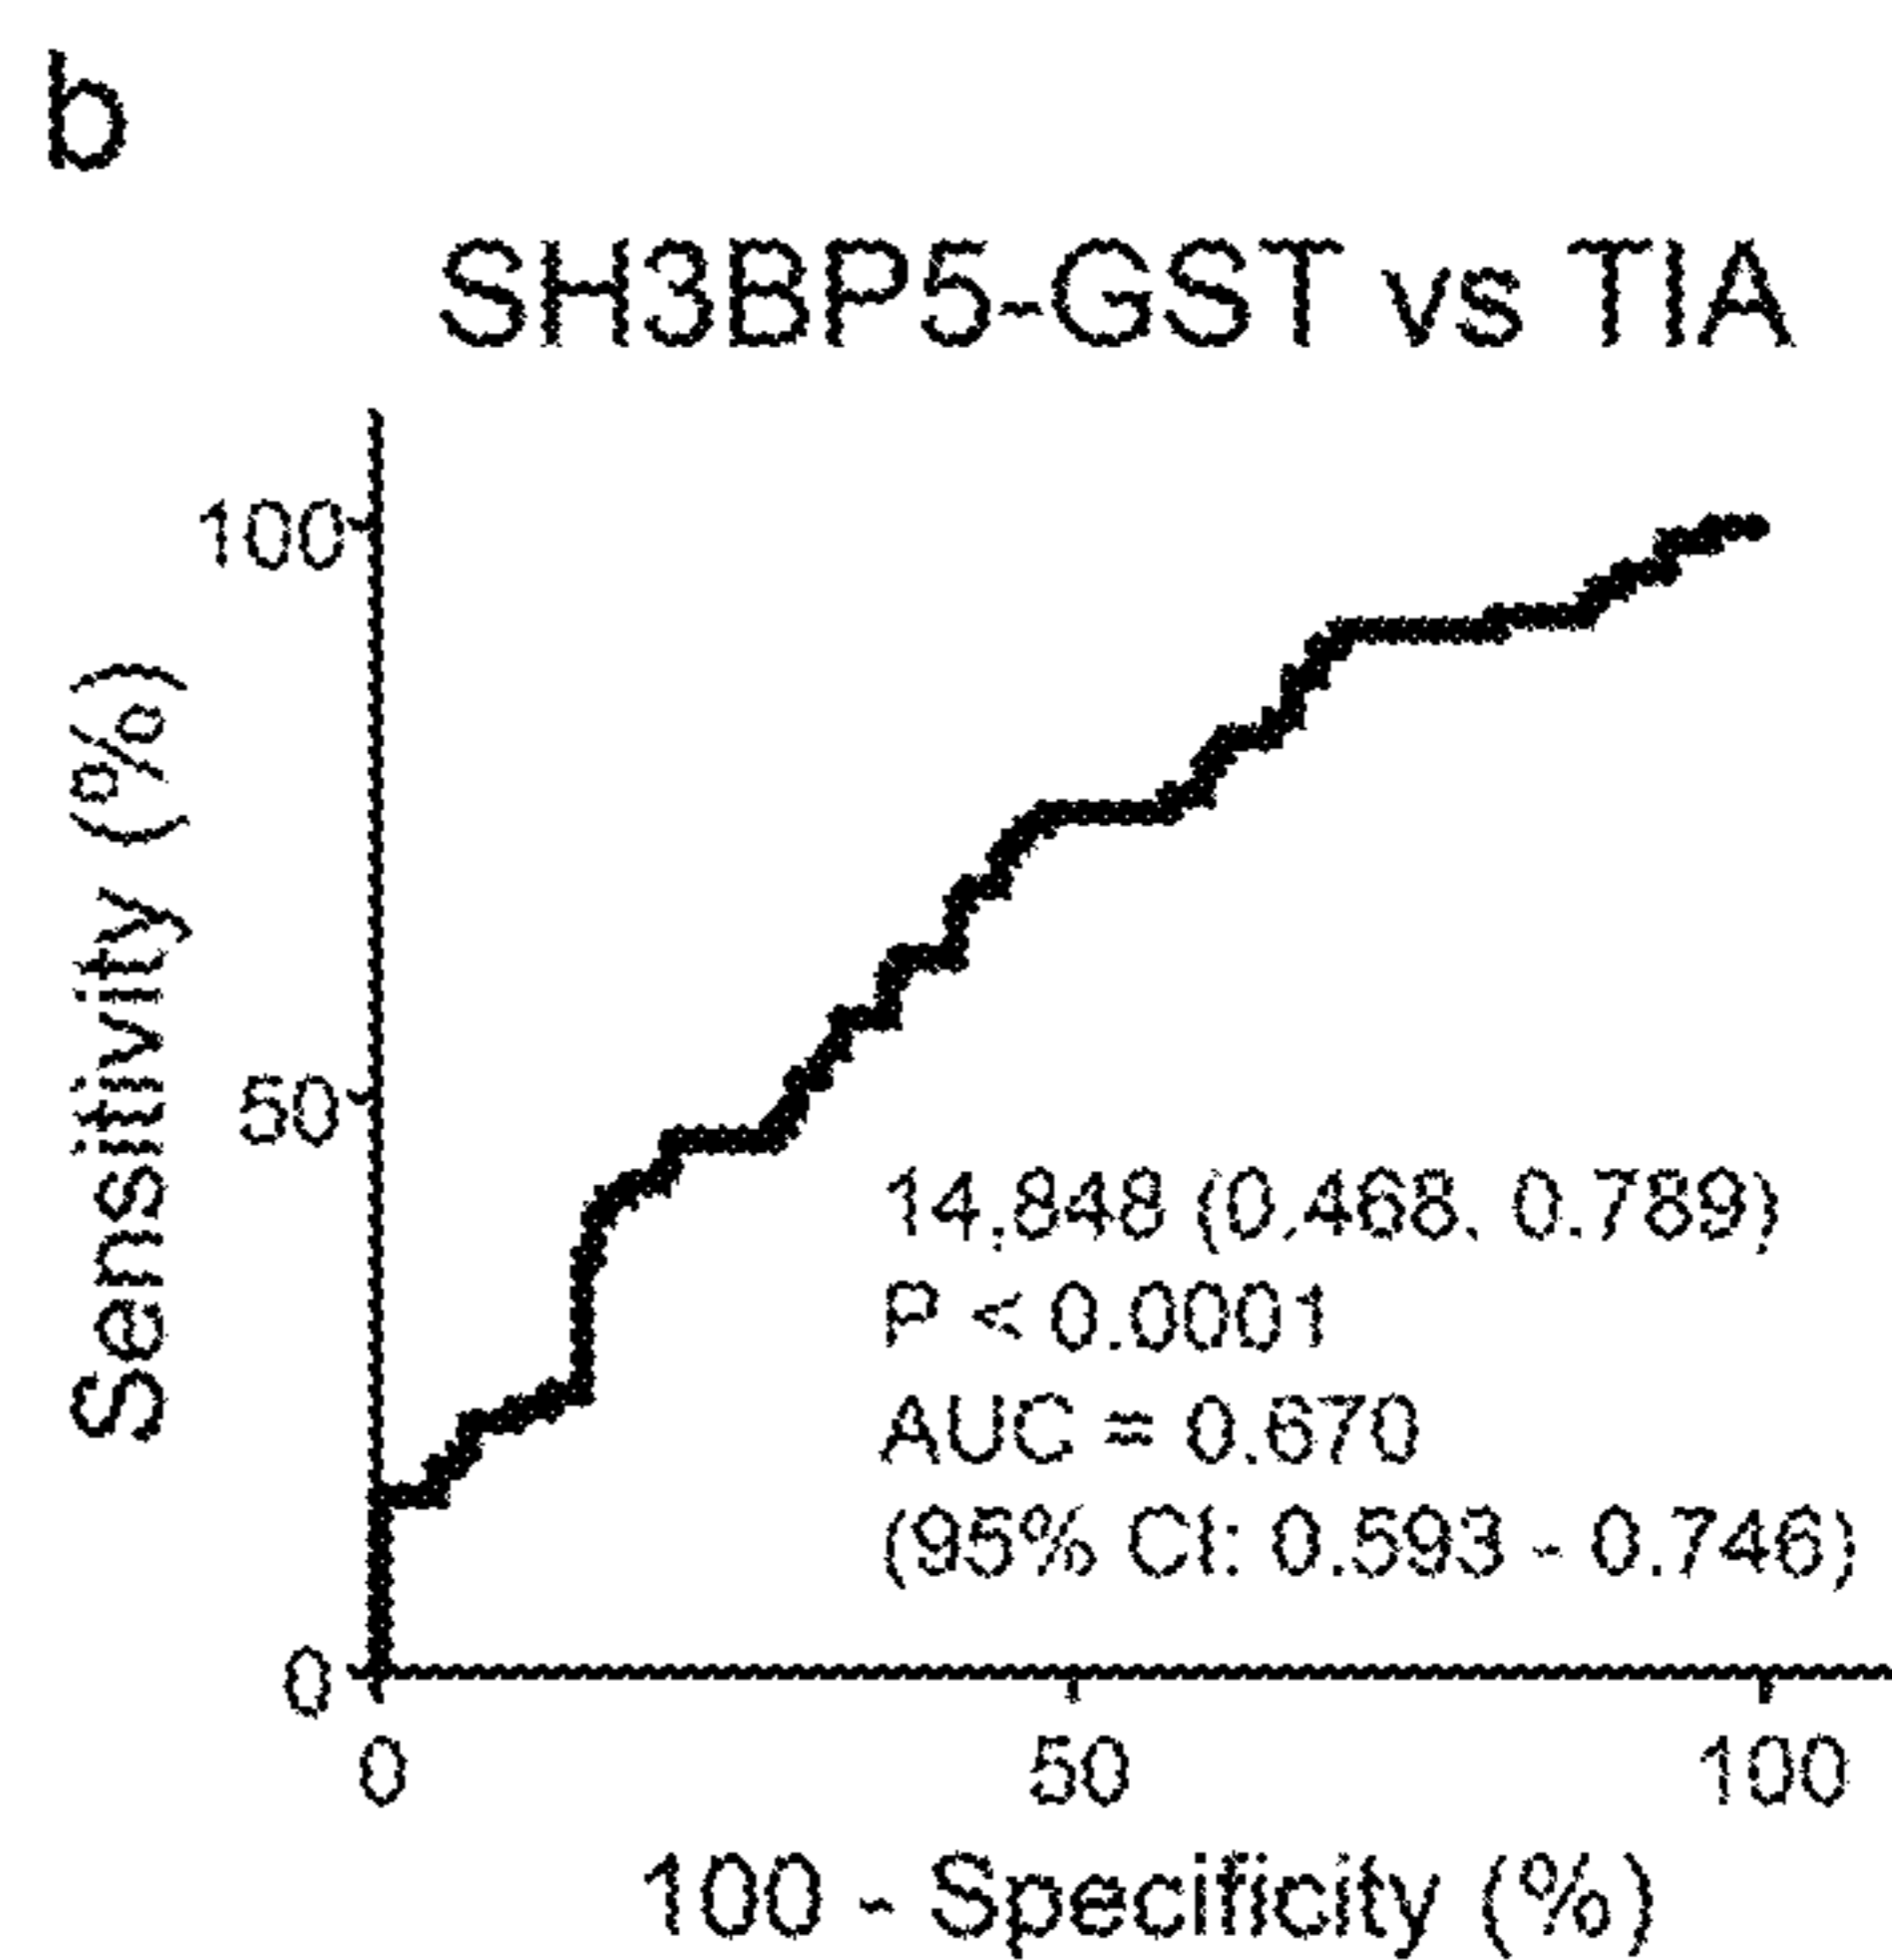 b
SH3BP5-GST vs TIA
100
50
0
Sensitivity (%)
14,848 (0.468, 0.789)
P < 0.0001
AUC = 0.670
(95% CI: 0.593 - 0.746)
0
50
100
100 - Specificity (%)